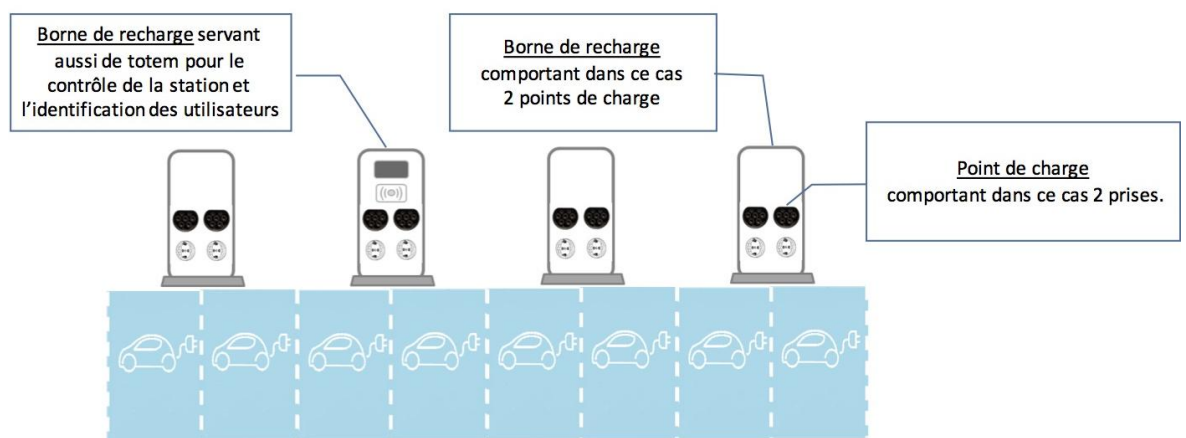 Borne de recharge servant
aussi de totem pour le
contrôle de la station et
l'identification des utilisateurs
Borne de recharge
comportant dans ce cas
2 points de charge
Point de charge
comportant dans ce cas 2 prises.